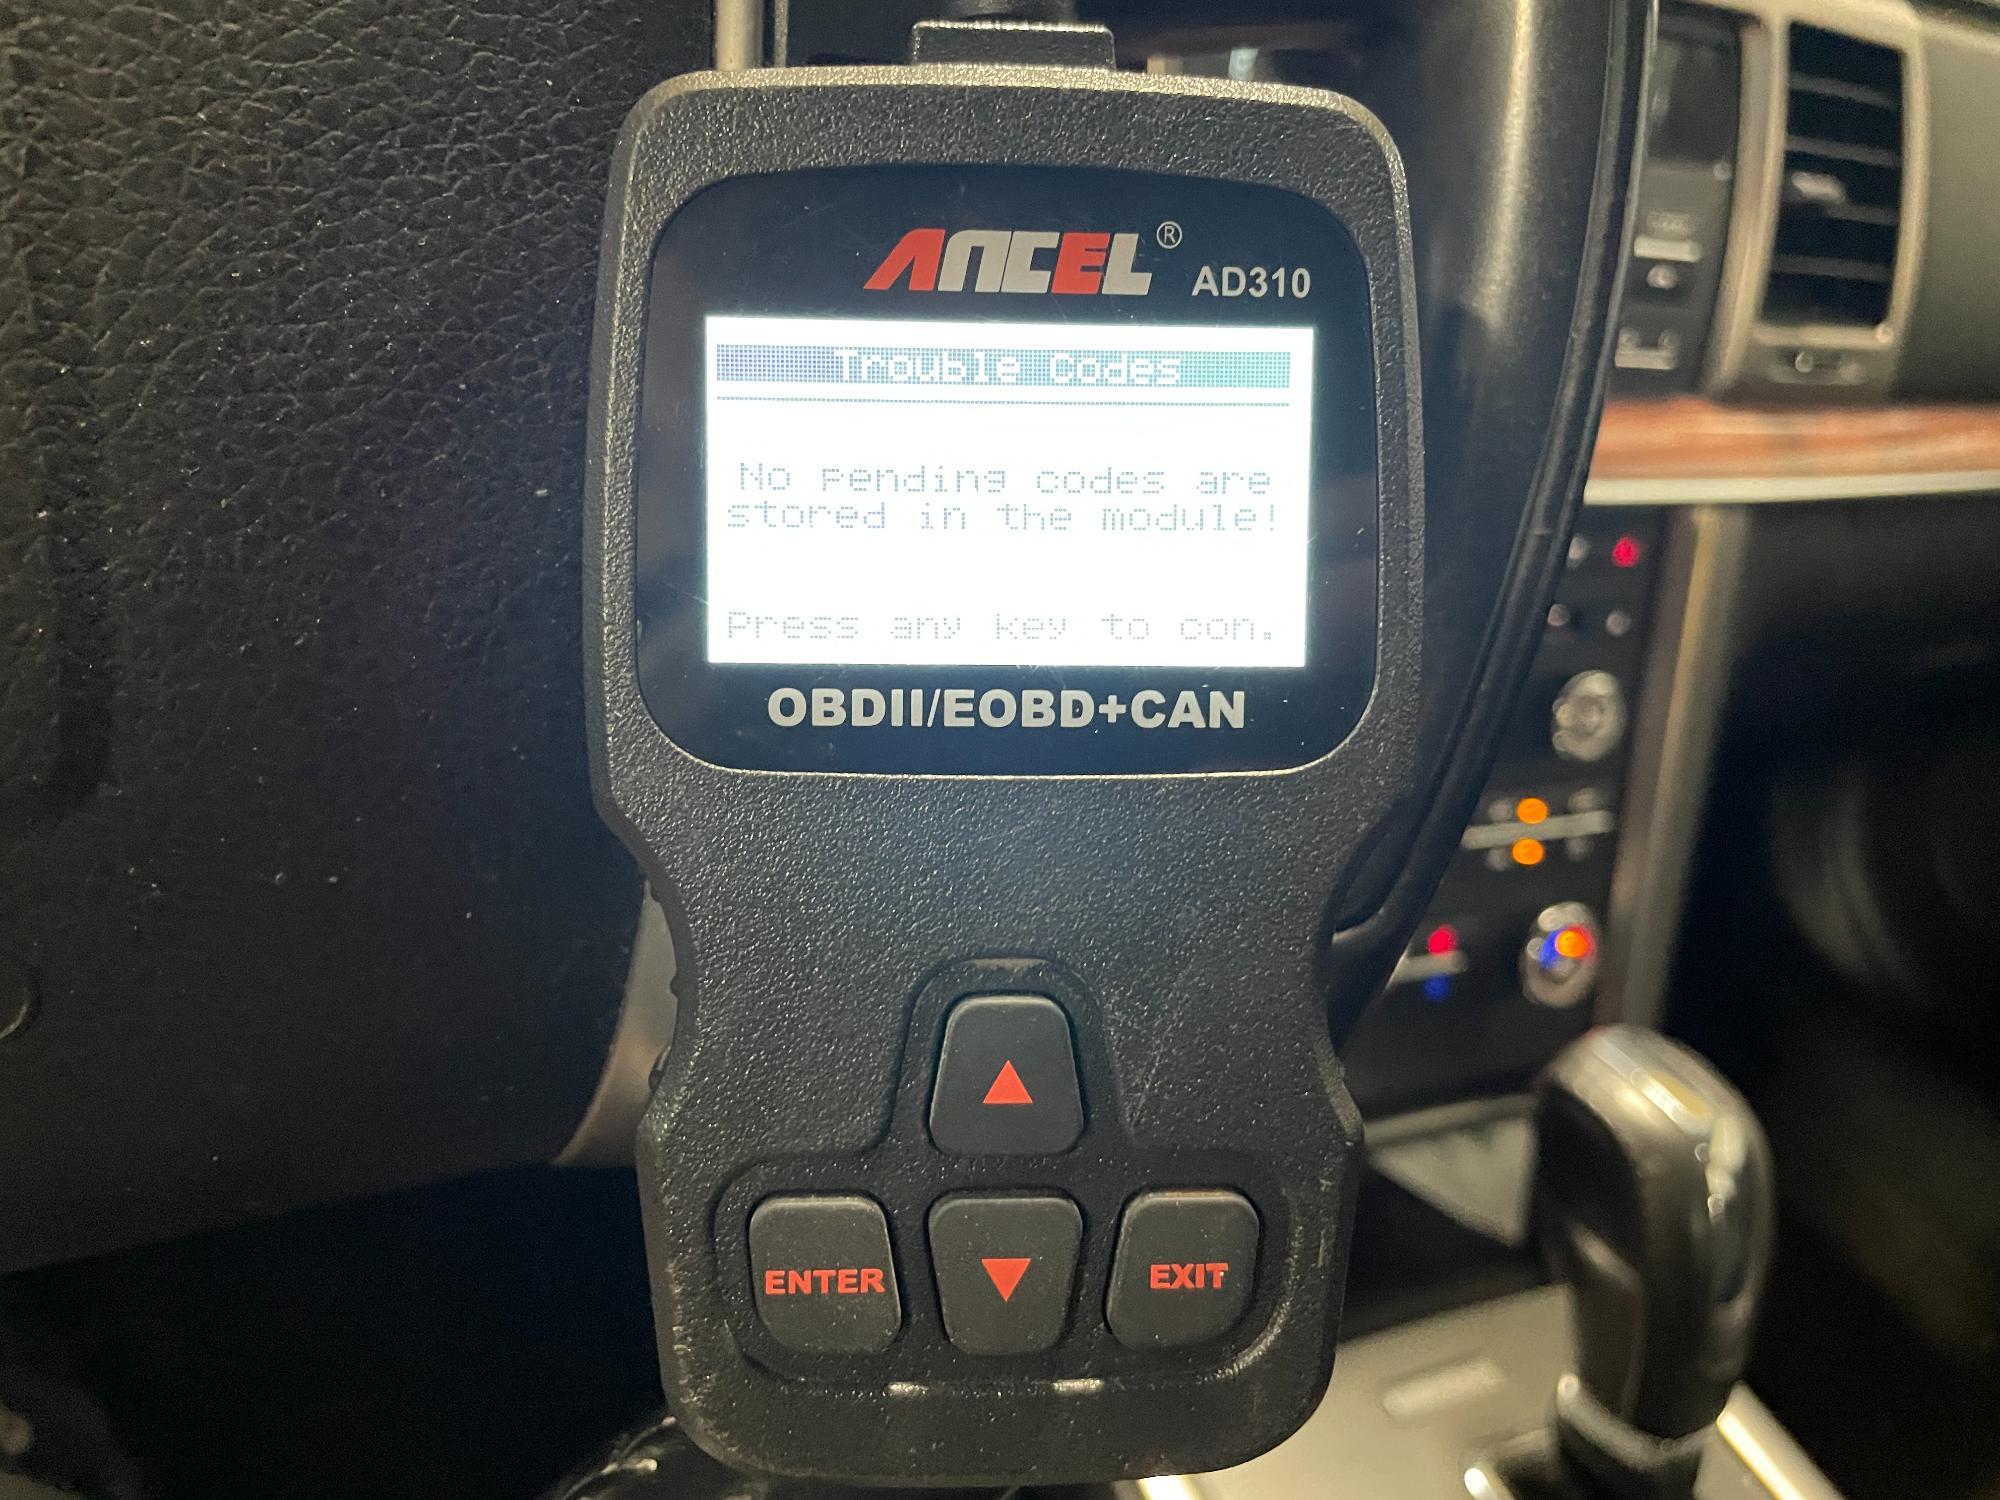 ANCEL® AD310
Trouble Codes
No pending codes are
stored in the module!
Press any key to con.
OBDII/EOBD+CAN
ENTER
EXIT